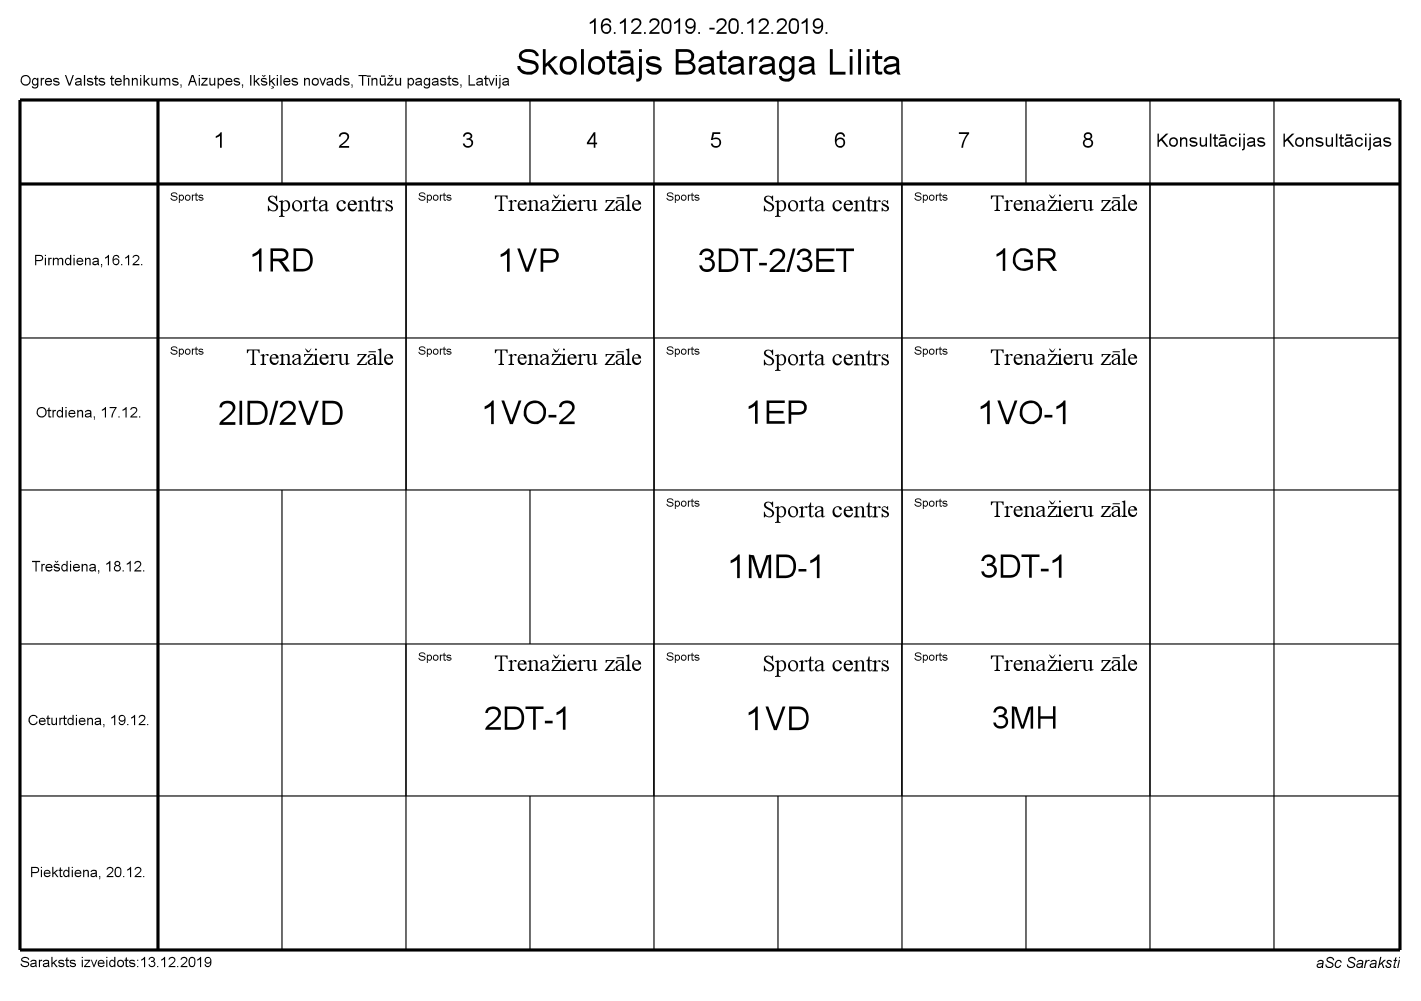 16.12.2019. -20.12.2019.
Skolotājs Bataraga Lilita
Ogres Valsts tehnikums, Aizupes, Ikšķiles novads, Tīnūžu pagasts, Latvija
1 2 3 4 5 6 7 8 Konsultācijas Konsultācijas
Sports Sporta centrs Sports Trenažieru zāle Sports Sporta centrs Sports Trenažieru zāle
Pirmdiena,16.12. 1RD 1VP 3DT-2/3ET 1GR
Sports Trenažieru zāle Sports Trenažieru zāle Sports Sporta centrs Sports Trenažieru zāle
Otrdiena, 17.12. 2ID/2VD 1VO-2 1EP 1VO-1
Sports Sporta centrs Sports Trenažieru zāle
Trešdiena, 18.12. 1MD-1 3DT-1
Sports Trenažieru zāle Sports Sporta centrs Sports Trenažieru zāle
Ceturtdiena, 19.12. 2DT-1 1VD 3MH
Piektdiena, 20.12.
Saraksts izveidots:13.12.2019 aSc Saraksti